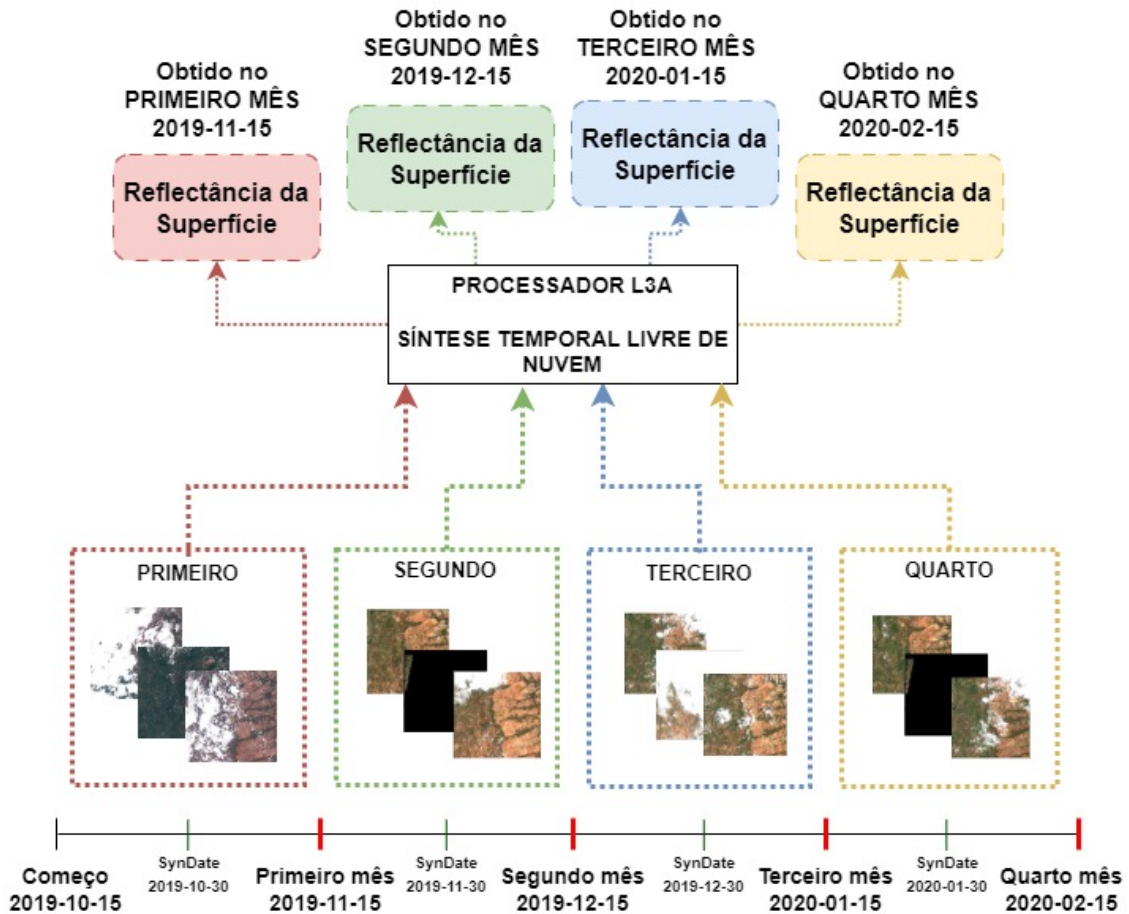 Obtido no
PRIMEIRO MÊS
2019-11-15
Reflectância da
Superfície
Obtido no
SEGUNDO MÊS
2019-12-15
Reflectância da
Superfície
Obtido no
TERCEIRO MÊS
2020-01-15
Reflectância da
Superfície
Obtido no
QUARTO MÊS
2020-02-15
Reflectância da
Superfície
PROCESSADOR L3A
SÍNTESE TEMPORAL LIVRE DE
NUVEM
PRIMEIRO
SEGUNDO
TERCEIRO
QUARTO
Começo
2019-10-15
SynDate
2019-10-30
Primeiro mês
2019-11-15
SynDate
2019-11-30
Segundo mês
2019-12-15
SynDate
2019-12-30
Terceiro mês
2020-01-15
SynDate
2020-01-30
Quarto mês
2020-02-15